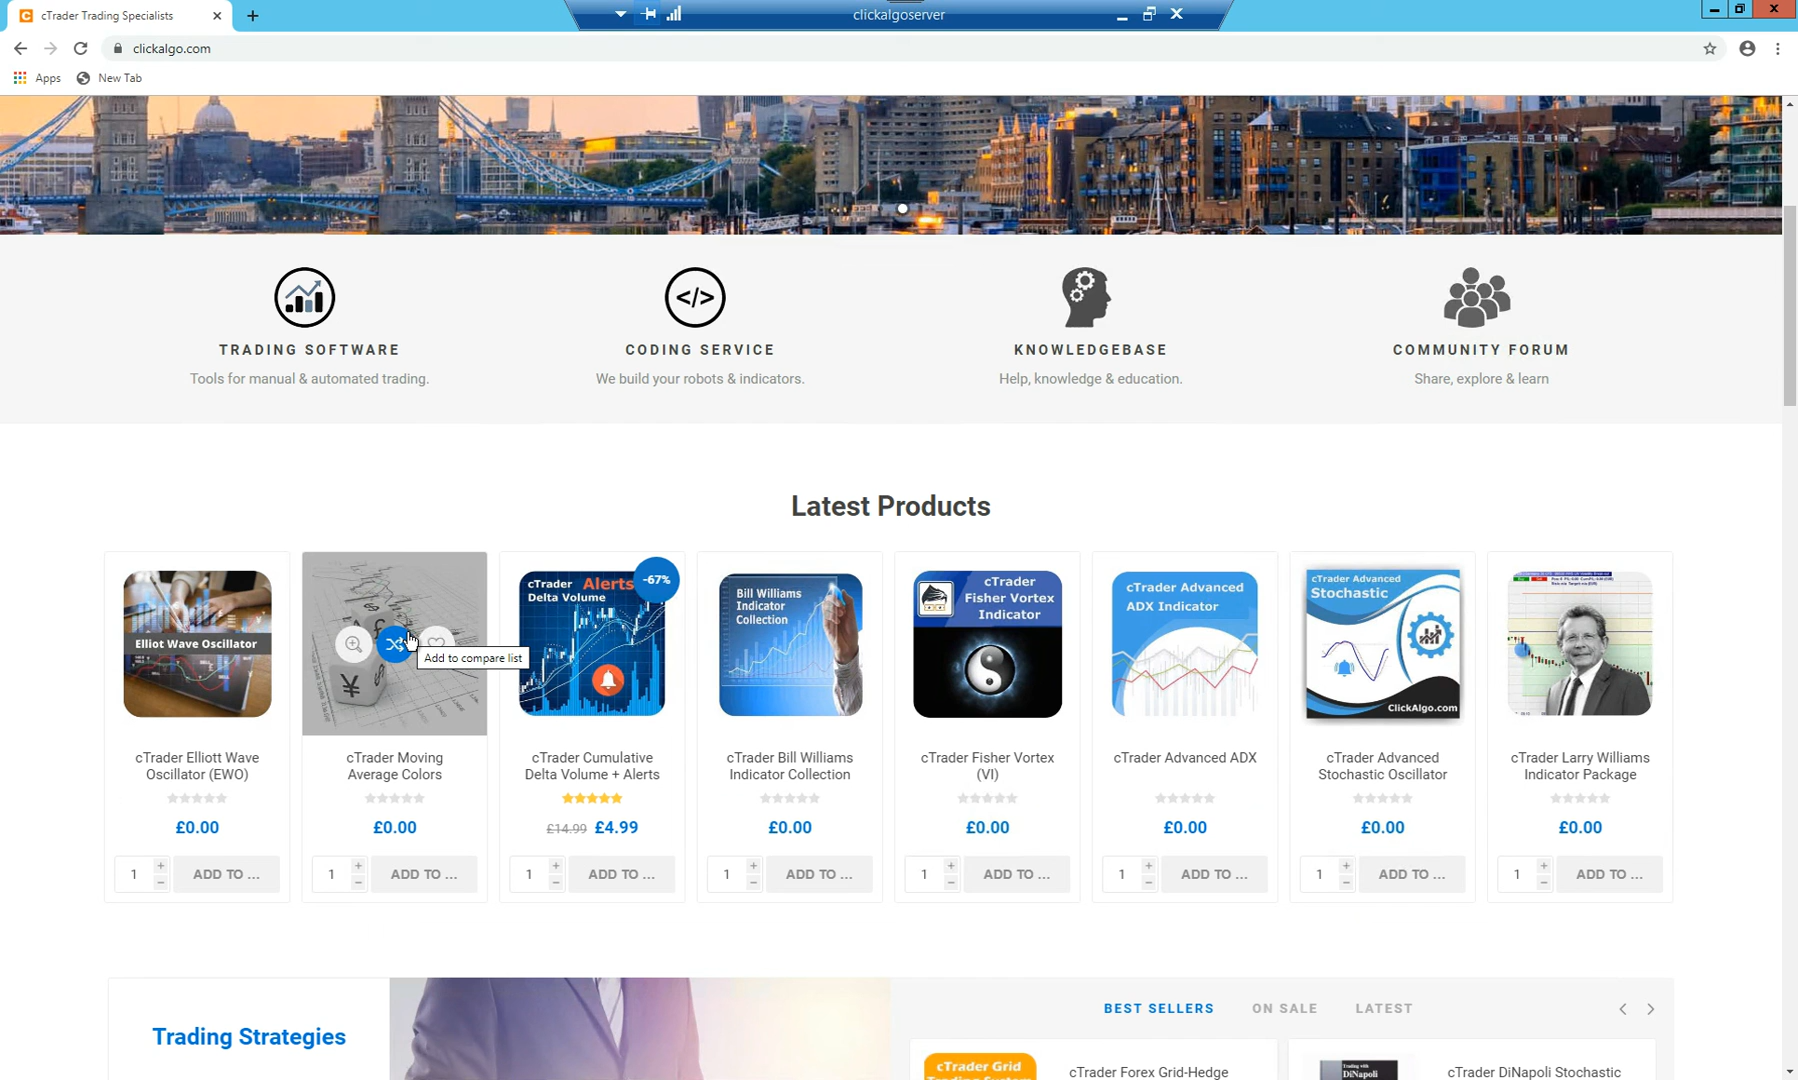 cTrader Trading Specialists
clickalgoserver
clickalgo.com
Apps
New Tab
TRADING SOFTWARE
Tools for manual & automated trading.
CODING SERVICE
We build your robots & indicators.
KNOWLEDGEBASE
Help, knowledge & education.
COMMUNITY FORUM
Share, explore & learn
Latest Products
Elliot Wave Oscillator
cTrader Elliott Wave
Oscillator (EWO)
£0.00
1
ADD TO ...
Add to compare list
cTrader Moving
Average Colors
£0.00
1
ADD TO ...
cTrader Alerts
Delta Volume
-67%
cTrader Cumulative
Delta Volume + Alerts
£14.99 £4.99
1
ADD TO ...
Bill Williams
Indicator
Collection
cTrader Bill Williams
Indicator Collection
£0.00
1
ADD TO ...
cTrader
Fisher Vortex
Indicator
cTrader Fisher Vortex
(VI)
£0.00
1
ADD TO ...
cTrader Advanced
ADX Indicator
cTrader Advanced ADX
£0.00
1
ADD TO ...
cTrader Advanced
Stochastic
ClickAlgo.com
cTrader Advanced
Stochastic Oscillator
£0.00
1
ADD TO ...
cTrader Larry Williams
Indicator Package
£0.00
1
ADD TO ...
Trading Strategies
BEST SELLERS
ON SALE
LATEST
cTrader Grid
Trading System
cTrader Forex Grid-Hedge
DiNapoli
cTrader DiNapoli Stochastic